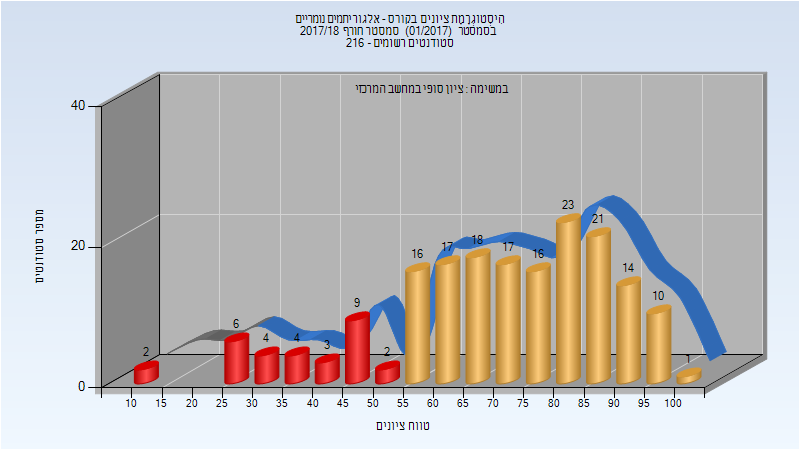 היסטוגרמת ציונים בקורס - אלגוריתמים נומריים
בסמסטר (01/2017) סמסטר חורף 2017/18
סטודנטים רשומים - 216
במשימה : ציון סופי במחשב המרכזי
מספר סטודנטים
40
20
0
2
6
4
4
3
9
2
16
17
18
17
16
23
21
14
10
1
10 15 20 25 30 35 40 45 50 55 60 65 70 75 80 85 90 95 100
טווח ציונים